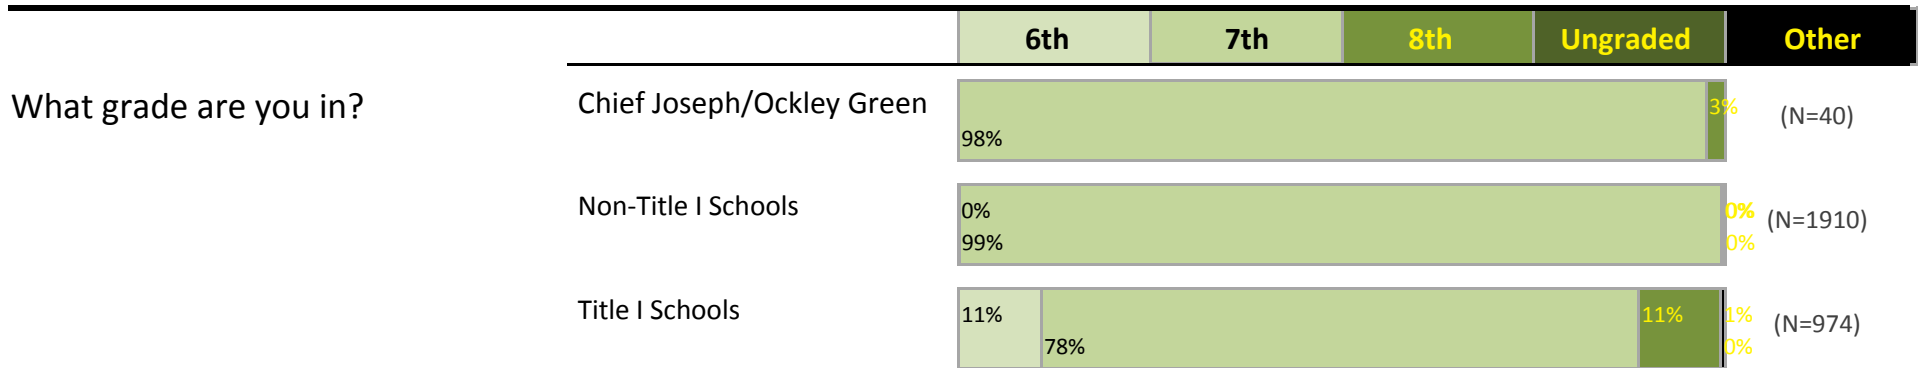 6th 7th 8th Ungraded Other
What grade are you in?
Chief Joseph/Ockley Green
3%
98%
(N=40)
Non-Title I Schools
0% 0%
99% 0%
(N=1910)
Title I Schools
11% 11% 1%
78% 0%
(N=974)